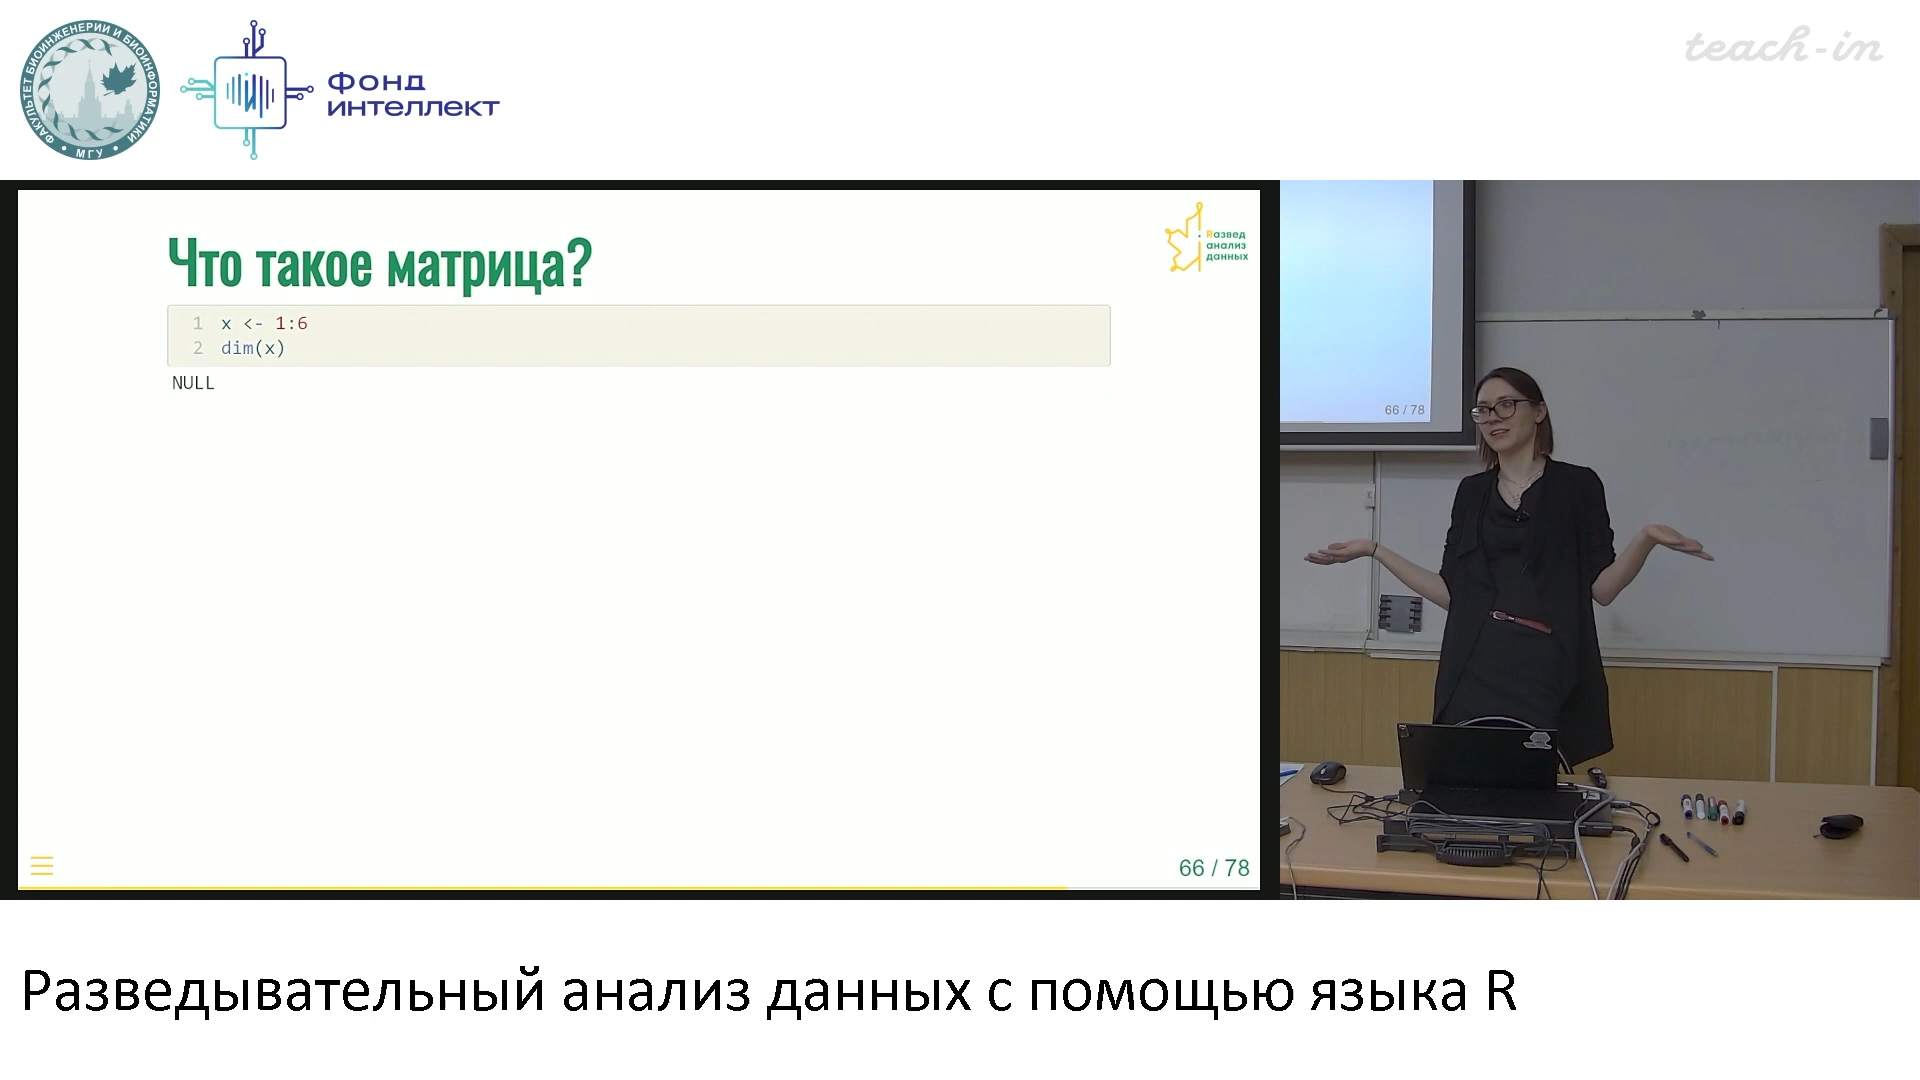 ФАКУЛЬТЕТ БИОИНЖЕНЕРИИ И БИОИНФОРМАТИКИ
• МГУ •
ФОНД
ИНТЕЛЛЕКТ
teach-in
Rазвед
анализ
данных
Что такое матрица?
1 x <- 1:6
2 dim(x)
NULL
66 / 78
66 / 78
Разведывательный анализ данных с помощью языка R